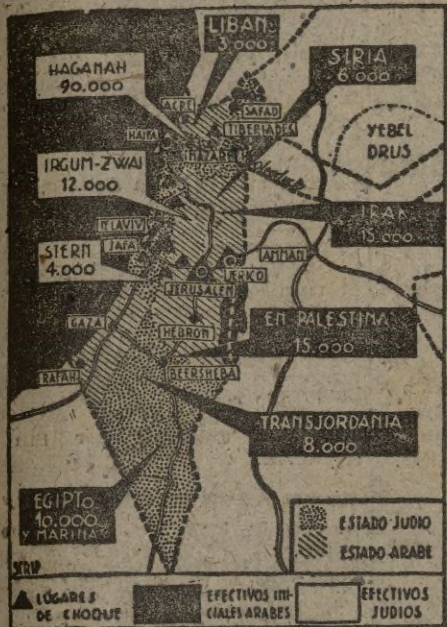 LIBAN
3.000
SIRIA
6.000
HAGANAH
90.000
ACRE
SAFAD
HAIFA
TIBERIADES
NAZARET
YEBEL
DRUS
IRGUM-ZWAI
12.000
IRAK
15.000
TELAVIV
JAFA
AMMAN
STERN
4.000
JERICO
JERUSALEN
GAZA
HEBRON
EN PALESTINA
15.000
RAFAH
BEERSHEBA
TRANSJORDANIA
8.000
EGIPTO
10.000
Y MARINA
ESTADO JUDIO
ESTADO ARABE
LUGARES
DE CHOQUE
EFECTIVOS INI-
CIALES ARABES
EFECTIVOS
JUDIOS